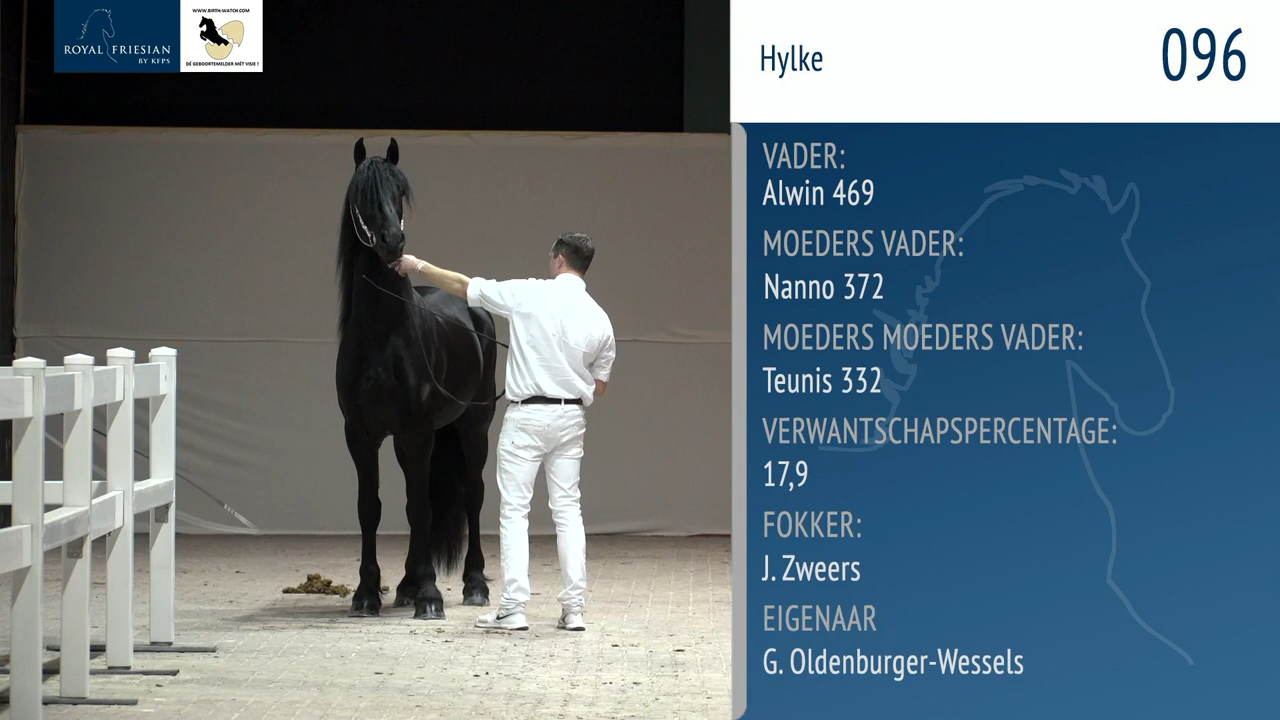 ROYAL FRIESIAN
BY KFPS
WWW.BIRTH-WATCH.COM
DÉ GEBOORTEMELDER MÉT VISIE !
Hylke
096
VADER:
Alwin 469
MOEDERS VADER:
Nanno 372
MOEDERS MOEDERS VADER:
Teunis 332
VERWANTSCHAPSPERCENTAGE:
17,9
FOKKER:
J. Zweers
EIGENAAR
G. Oldenburger-Wessels